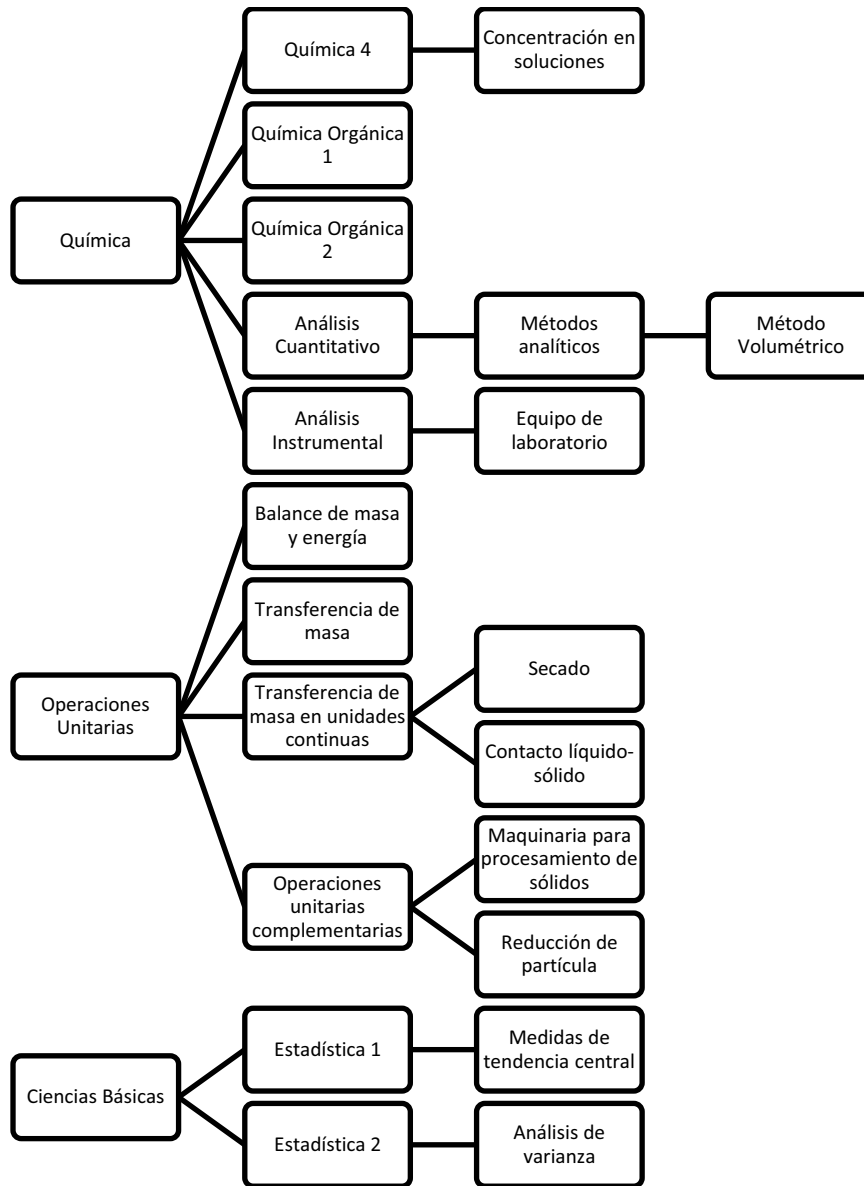 Química
Química 4
Concentración en
soluciones
Química Orgánica
1
Química Orgánica
2
Análisis
Cuantitativo
Métodos
analíticos
Método
Volumétrico
Análisis
Instrumental
Equipo de
laboratorio
Operaciones
Unitarias
Balance de masa
y energía
Transferencia de
masa
Transferencia de
masa en unidades
continuas
Secado
Contacto líquido-
sólido
Operaciones
unitarias
complementarias
Maquinaria para
procesamiento de
sólidos
Reducción de
partícula
Ciencias Básicas
Estadística 1
Medidas de
tendencia central
Estadística 2
Análisis de
varianza